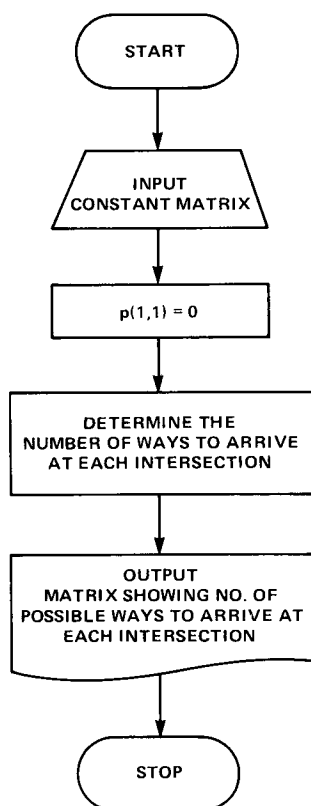 START
INPUT
CONSTANT MATRIX
p(1,1) = 0
DETERMINE THE
NUMBER OF WAYS TO ARRIVE
AT EACH INTERSECTION
OUTPUT
MATRIX SHOWING NO. OF
POSSIBLE WAYS TO ARRIVE AT
EACH INTERSECTION
STOP